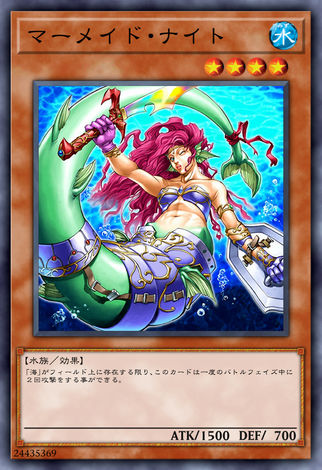 マーメイド・ナイト
水
【水族／効果】
「海」がフィールド上に存在する限り、このカードは一度のバトルフェイズ中に
２回攻撃をする事ができる。
ATK/1500 DEF/ 700
24435369